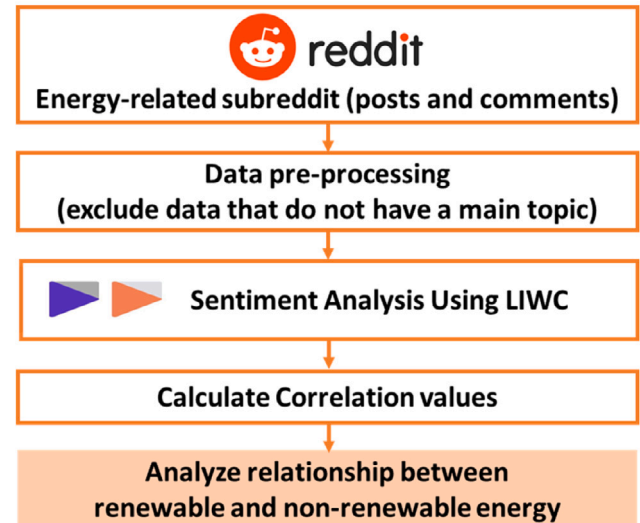 reddit
Energy-related subreddit (posts and comments)
Data pre-processing
(exclude data that do not have a main topic)
Sentiment Analysis Using LIWC
Calculate Correlation values
Analyze relationship between
renewable and non-renewable energy